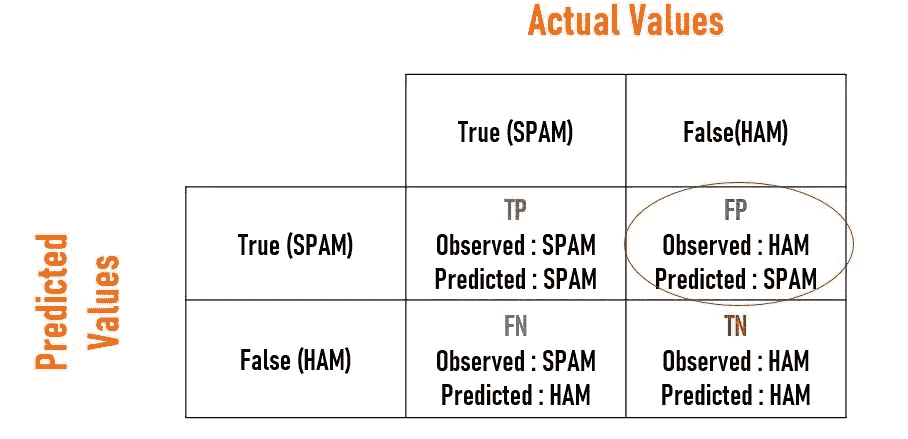 Actual Values
True (SPAM) False(HAM)
Predicted
Values
True (SPAM)
TP
Observed : SPAM
Predicted : SPAM
FP
Observed : HAM
Predicted : SPAM
False (HAM)
FN
Observed : SPAM
Predicted : HAM
TN
Observed : HAM
Predicted : HAM